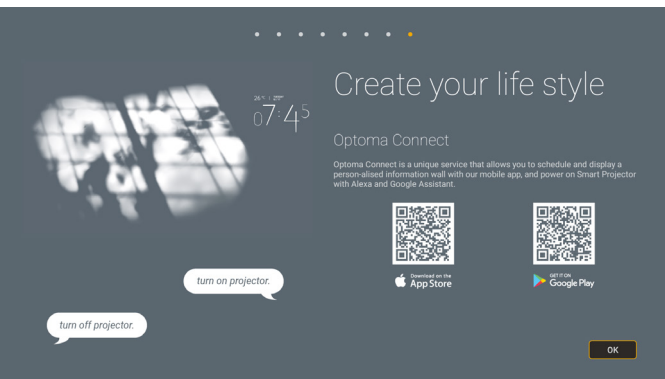 07:45
Create your life style
Optoma Connect
Optoma Connect is a unique service that allows you to schedule and display a
person-alised information wall with our mobile app, and power on Smart Projector
with Alexa and Google Assistant.
turn on projector.
turn off projector.
Download on the
App Store
GET IT ON
Google Play
OK